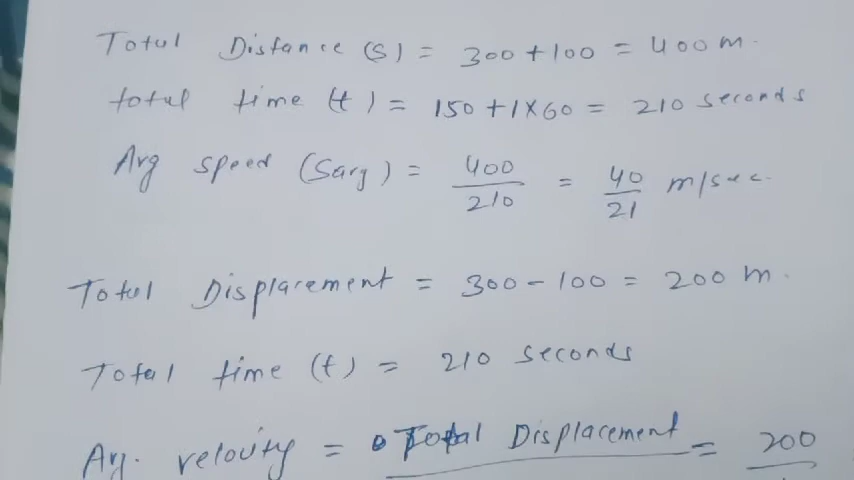 Total Distance (S) = 300 + 100 = 400 m.
total time (t) = 150 + 1 × 60 = 210 seconds
Avg speed (Savg) = 400/210 = 40/21 m/sec.
Total Displacement = 300 - 100 = 200 m.
Total time (t) = 210 seconds
Avg. velocity = Total Displacement = 200